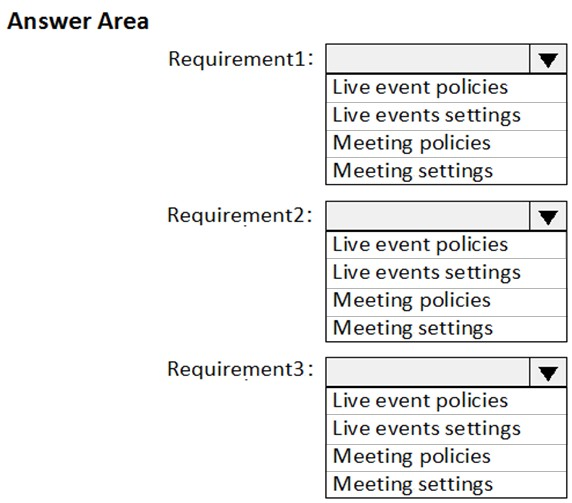 Answer Area
Requirement1:
Live event policies
Live events settings
Meeting policies
Meeting settings
Requirement2:
Live event policies
Live events settings
Meeting policies
Meeting settings
Requirement3:
Live event policies
Live events settings
Meeting policies
Meeting settings